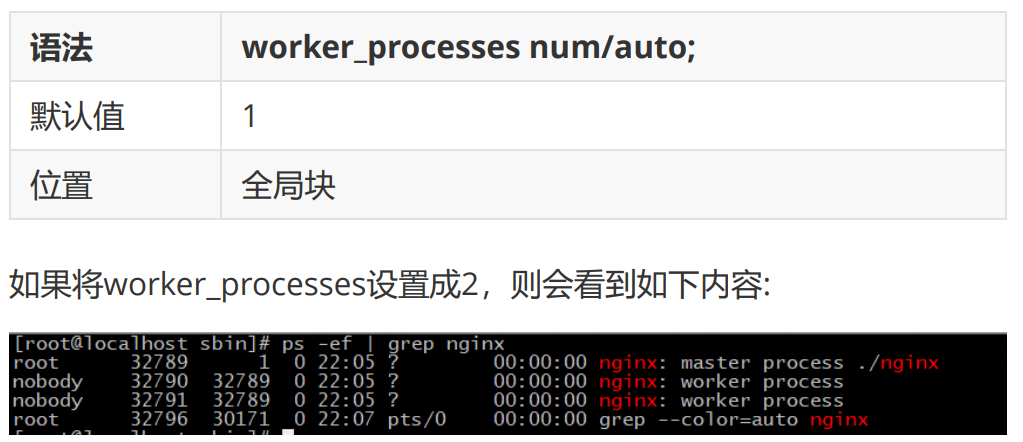 语法 worker_processes num/auto;
默认值 1
位置 全局块
如果将worker_processes设置成2，则会看到如下内容:
[root@localhost sbin]# ps -ef | grep nginx
root 32789 1 0 22:05 ? 00:00:00 nginx: master process ./nginx
nobody 32790 32789 0 22:05 ? 00:00:00 nginx: worker process
nobody 32791 32789 0 22:05 ? 00:00:00 nginx: worker process
root 32796 30171 0 22:07 pts/0 00:00:00 grep --color=auto nginx
[root@localhost sbin]#